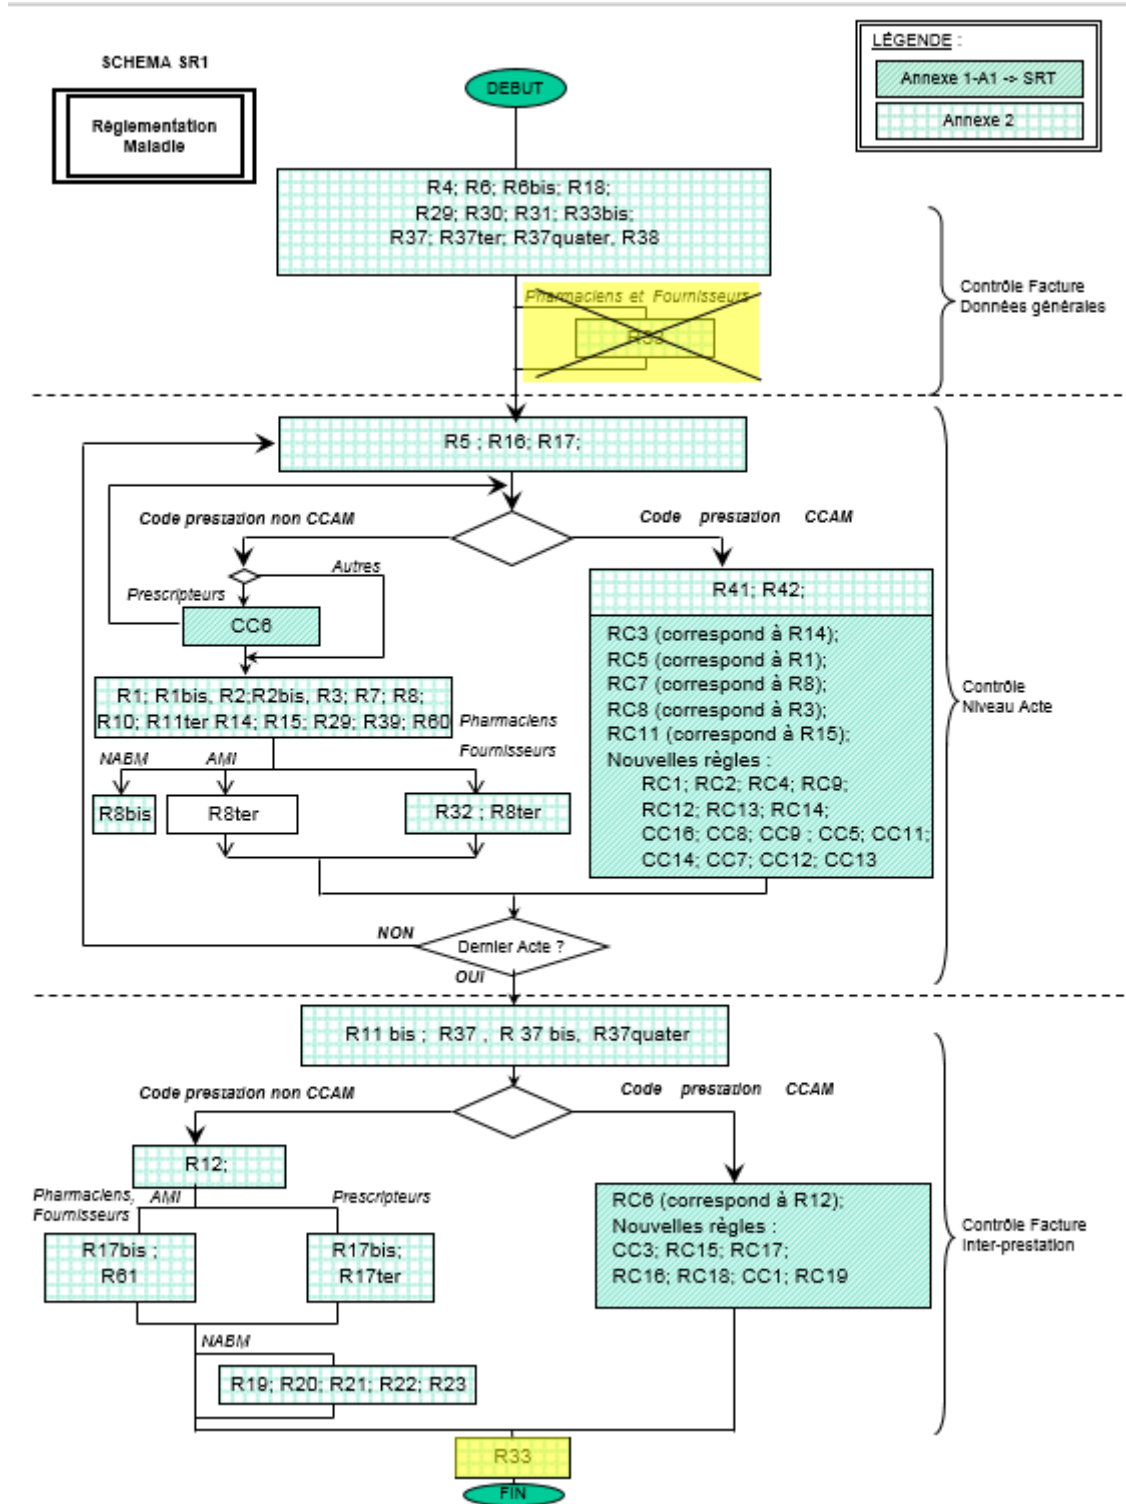 SCHEMA SR1
Règlementation
Maladie
LÉGENDE :
Annexe 1-A1 -> SRT
Annexe 2
DEBUT
R4; R6; R6bis; R18;
R29; R30; R31; R33bis;
R37; R37ter; R37quater, R38
Pharmaciens et Fournisseurs
Contrôle Facture
Données générales
R5 ; R16; R17;
Code prestation non CCAM
Code prestation CCAM
Autres
Prescripteurs
CC6
R1; R1bis, R2;R2bis, R3; R7; R8;
R10; R11ter R14; R15; R29; R39; R60
Pharmaciens
Fournisseurs
NABM
AMI
R8bis
R8ter
R32 ; R8ter
R41; R42;
RC3 (correspond à R14);
RC5 (correspond à R1);
RC7 (correspond à R8);
RC8 (correspond à R3);
RC11 (correspond à R15);
Nouvelles règles :
RC1; RC2; RC4; RC9;
RC12; RC13; RC14;
CC16; CC8; CC9 ; CC5; CC11;
CC14; CC7; CC12; CC13
Contrôle
Niveau Acte
NON
Dernier Acte ?
OUI
R11 bis ; R37 , R 37 bis, R37quater
Code prestation non CCAM
Code prestation CCAM
R12;
Pharmaciens,
Fournisseurs
AMI
Prescripteurs
R17bis ;
R61
R17bis;
R17ter
RC6 (correspond à R12);
Nouvelles règles :
CC3; RC15; RC17;
RC16; RC18; CC1; RC19
Contrôle Facture
Inter-prestation
NABM
R19; R20; R21; R22; R23
R33
FIN